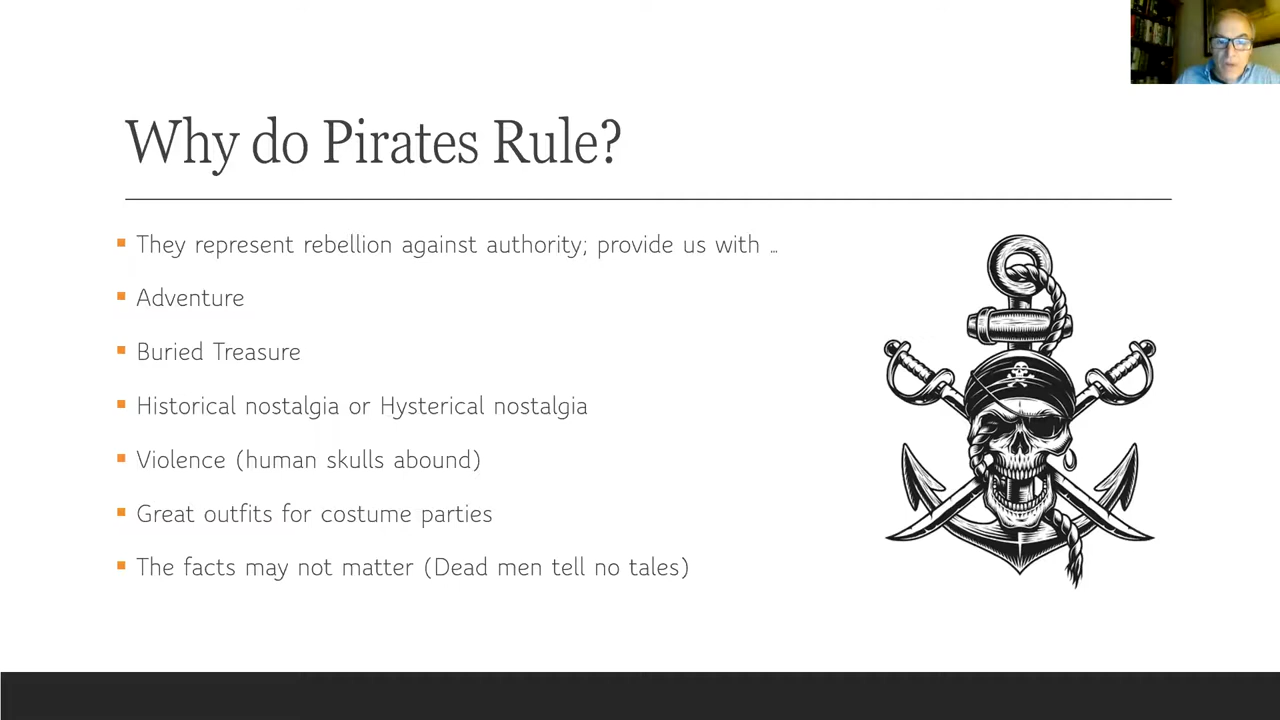 Why do Pirates Rule?
They represent rebellion against authority; provide us with ...
Adventure
Buried Treasure
Historical nostalgia or Hysterical nostalgia
Violence (human skulls abound)
Great outfits for costume parties
The facts may not matter (Dead men tell no tales)